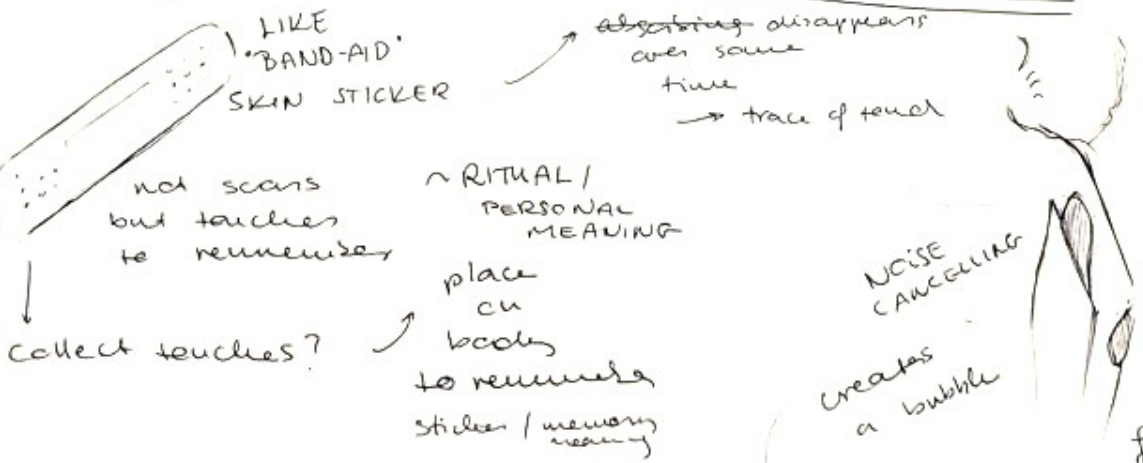 LIKE
"BAND-AID"
SKIN STICKER
absorbing disappears
over some
time
→ trace of touch
not scars
but touches
to remember
~ RITUAL /
PERSONAL
MEANING
collect touches?
place
on
body
to remember
sticker / memory
NOISE
CANCELLING
creates
a bubble